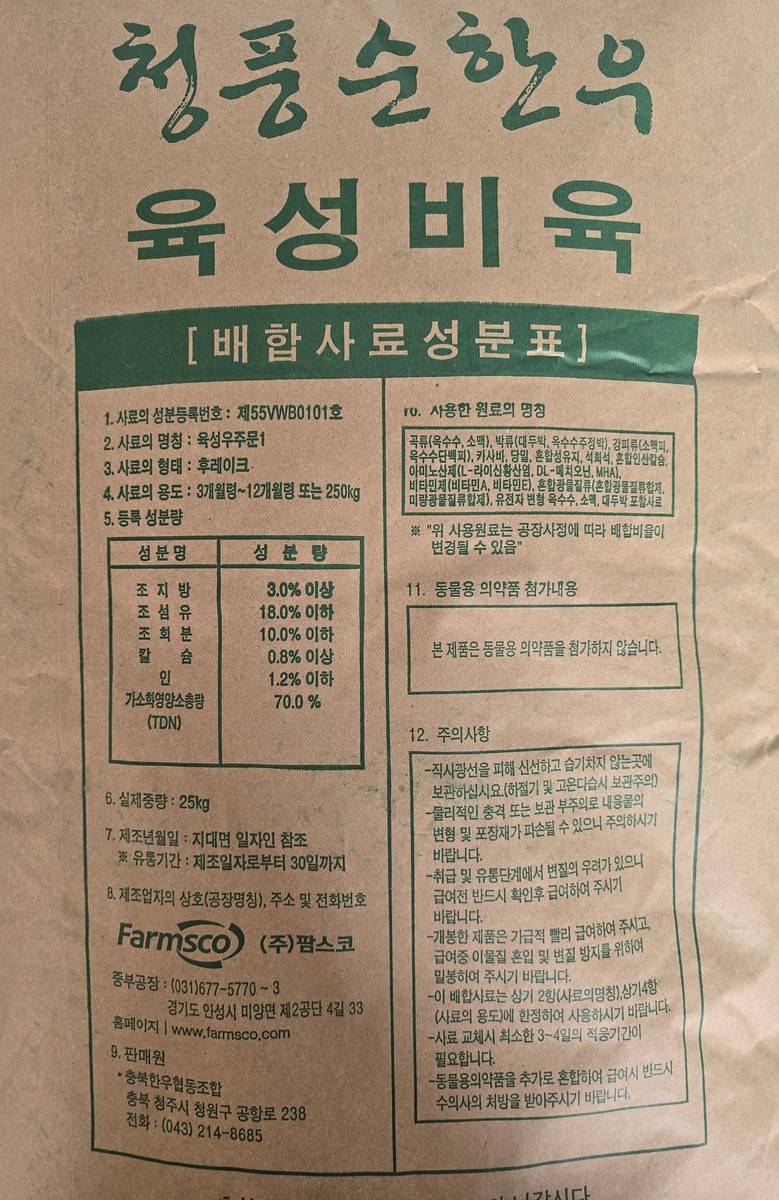 청풍순한우
육성비육
[배합사료성분표]
1. 사료의 성분등록번호 : 제55VWB0101호
2. 사료의 명칭 : 육성우주문1
3. 사료의 형태 : 후레이크
4. 사료의 용도 : 3개월령~12개월령 또는 250kg
5. 등록 성분량
성분명 성 분 량
조 지 방 3.0% 이상
조 섬 유 18.0% 이하
조 회 분 10.0% 이하
칼 슘 0.8% 이상
인 1.2% 이하
가소화영양소총량 70.0 %
(TDN)
6. 실제중량 : 25kg
7. 제조년월일 : 지대면 일자인 참조
※ 유통기간 : 제조일자로부터 30일까지
8. 제조업자의 상호(공장명칭), 주소 및 전화번호
Farmsco (주)팜스코
중부공장 : (031)677-5770 ~ 3
경기도 안성시 미양면 제2공단 4길 33
홈페이지 | www.farmsco.com
9. 판매원
• 충북한우협동조합
충북 청주시 청원구 공항로 238
전화 : (043) 214-8685
10. 사용한 원료의 명칭
곡류(옥수수, 소맥), 박류(대두박, 옥수수주정박), 강피류(소맥피,
옥수수단백피), 카사바, 당밀, 혼합성유지, 석회석, 혼합인산칼슘,
아미노산제(L-라이신황산염, DL-메치오닌, MHA),
비타민제(비타민A, 비타민E), 혼합광물질류(혼합광물질류합제,
미량광물질류합제), 유전자 변형 옥수수, 소맥, 대두박 포함사료
※ "위 사용원료는 공장사정에 따라 배합비율이
변경될 수 있음"
11. 동물용 의약품 첨가내용
본 제품은 동물용 의약품을 첨가하지 않습니다.
12. 주의사항
-직사광선을 피해 신선하고 습기차지 않는곳에
보관하십시요.(하절기 및 고온다습시 보관주의)
-물리적인 충격 또는 보관 부주의로 내용물의
변형 및 포장재가 파손될 수 있으니 주의하시기
바랍니다.
-취급 및 유통단계에서 변질의 우려가 있으니
급여전 반드시 확인후 급여하여 주시기
바랍니다.
-개봉한 제품은 가급적 빨리 급여하여 주시고,
급여중 이물질 혼입 및 변질 방지를 위하여
밀봉하여 주시기 바랍니다.
-이 배합사료는 상기 2항(사료의명칭),상기4항
(사료의 용도)에 한정하여 사용하시기 바랍니다.
-사료 교체시 최소한 3~4일의 적응기간이
필요합니다.
-동물용의약품을 추가로 혼합하여 급여시 반드시
수의사의 처방을 받아주시기 바랍니다.